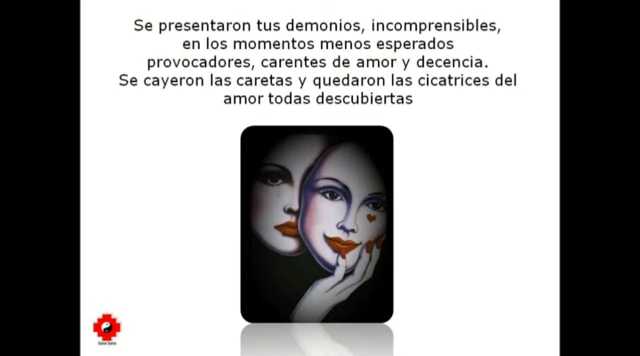 Se presentaron tus demonios, incomprensibles,
en los momentos menos esperados
provocadores, carentes de amor y decencia.
Se cayeron las caretas y quedaron las cicatrices del
amor todas descubiertas